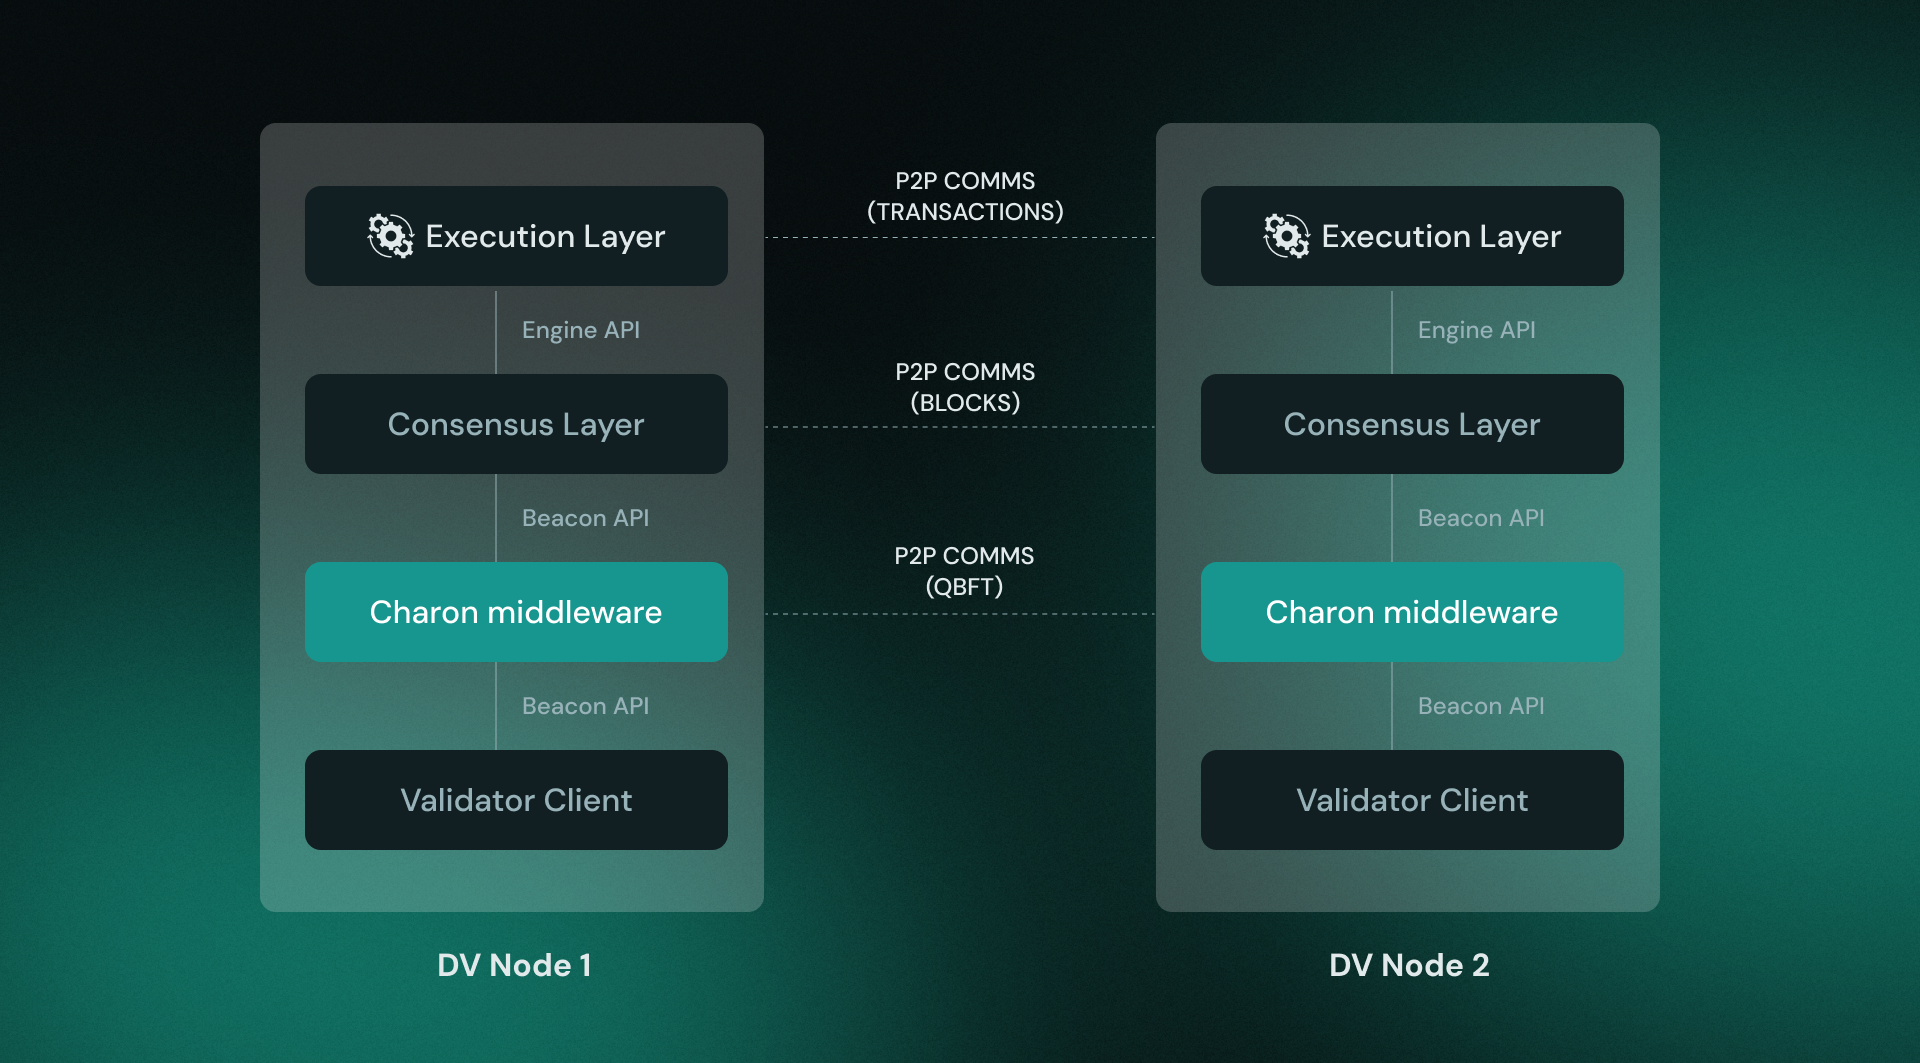 Execution Layer
Engine API
Consensus Layer
Beacon API
Charon middleware
Beacon API
Validator Client
DV Node 1
P2P COMMS
(TRANSACTIONS)
P2P COMMS
(BLOCKS)
P2P COMMS
(QBFT)
Execution Layer
Engine API
Consensus Layer
Beacon API
Charon middleware
Beacon API
Validator Client
DV Node 2